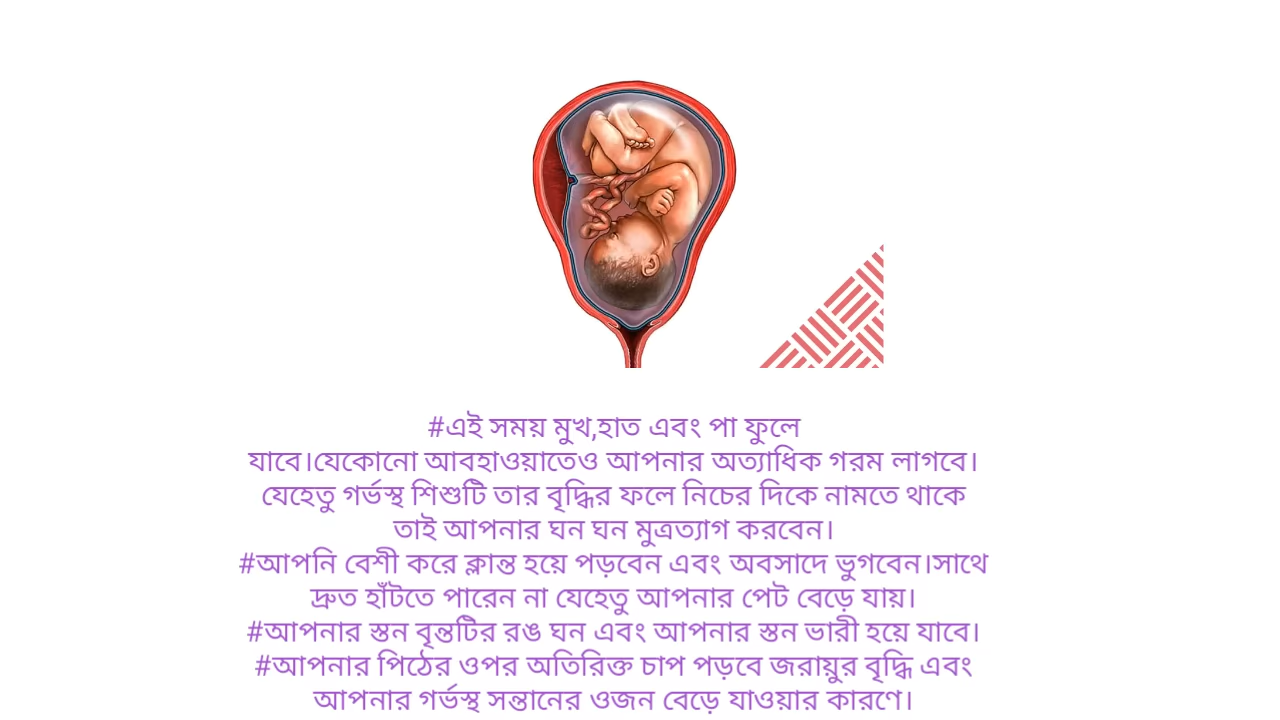 #এই সময় মুখ,হাত এবং পা ফুলে
যাবে।যেকোনো আবহাওয়াতেও আপনার অত্যাধিক গরম লাগবে।
যেহেতু গর্ভস্থ শিশুটি তার বৃদ্ধির ফলে নিচের দিকে নামতে থাকে
তাই আপনার ঘন ঘন মুত্রত্যাগ করবেন।
#আপনি বেশী করে ক্লান্ত হয়ে পড়বেন এবং অবসাদে ভুগবেন।সাথে
দ্রুত হাঁটতে পারেন না যেহেতু আপনার পেট বেড়ে যায়।
#আপনার স্তন বৃন্তটির রঙ ঘন এবং আপনার স্তন ভারী হয়ে যাবে।
#আপনার পিঠের ওপর অতিরিক্ত চাপ পড়বে জরায়ুর বৃদ্ধি এবং
আপনার গর্ভস্থ সন্তানের ওজন বেড়ে যাওয়ার কারণে।